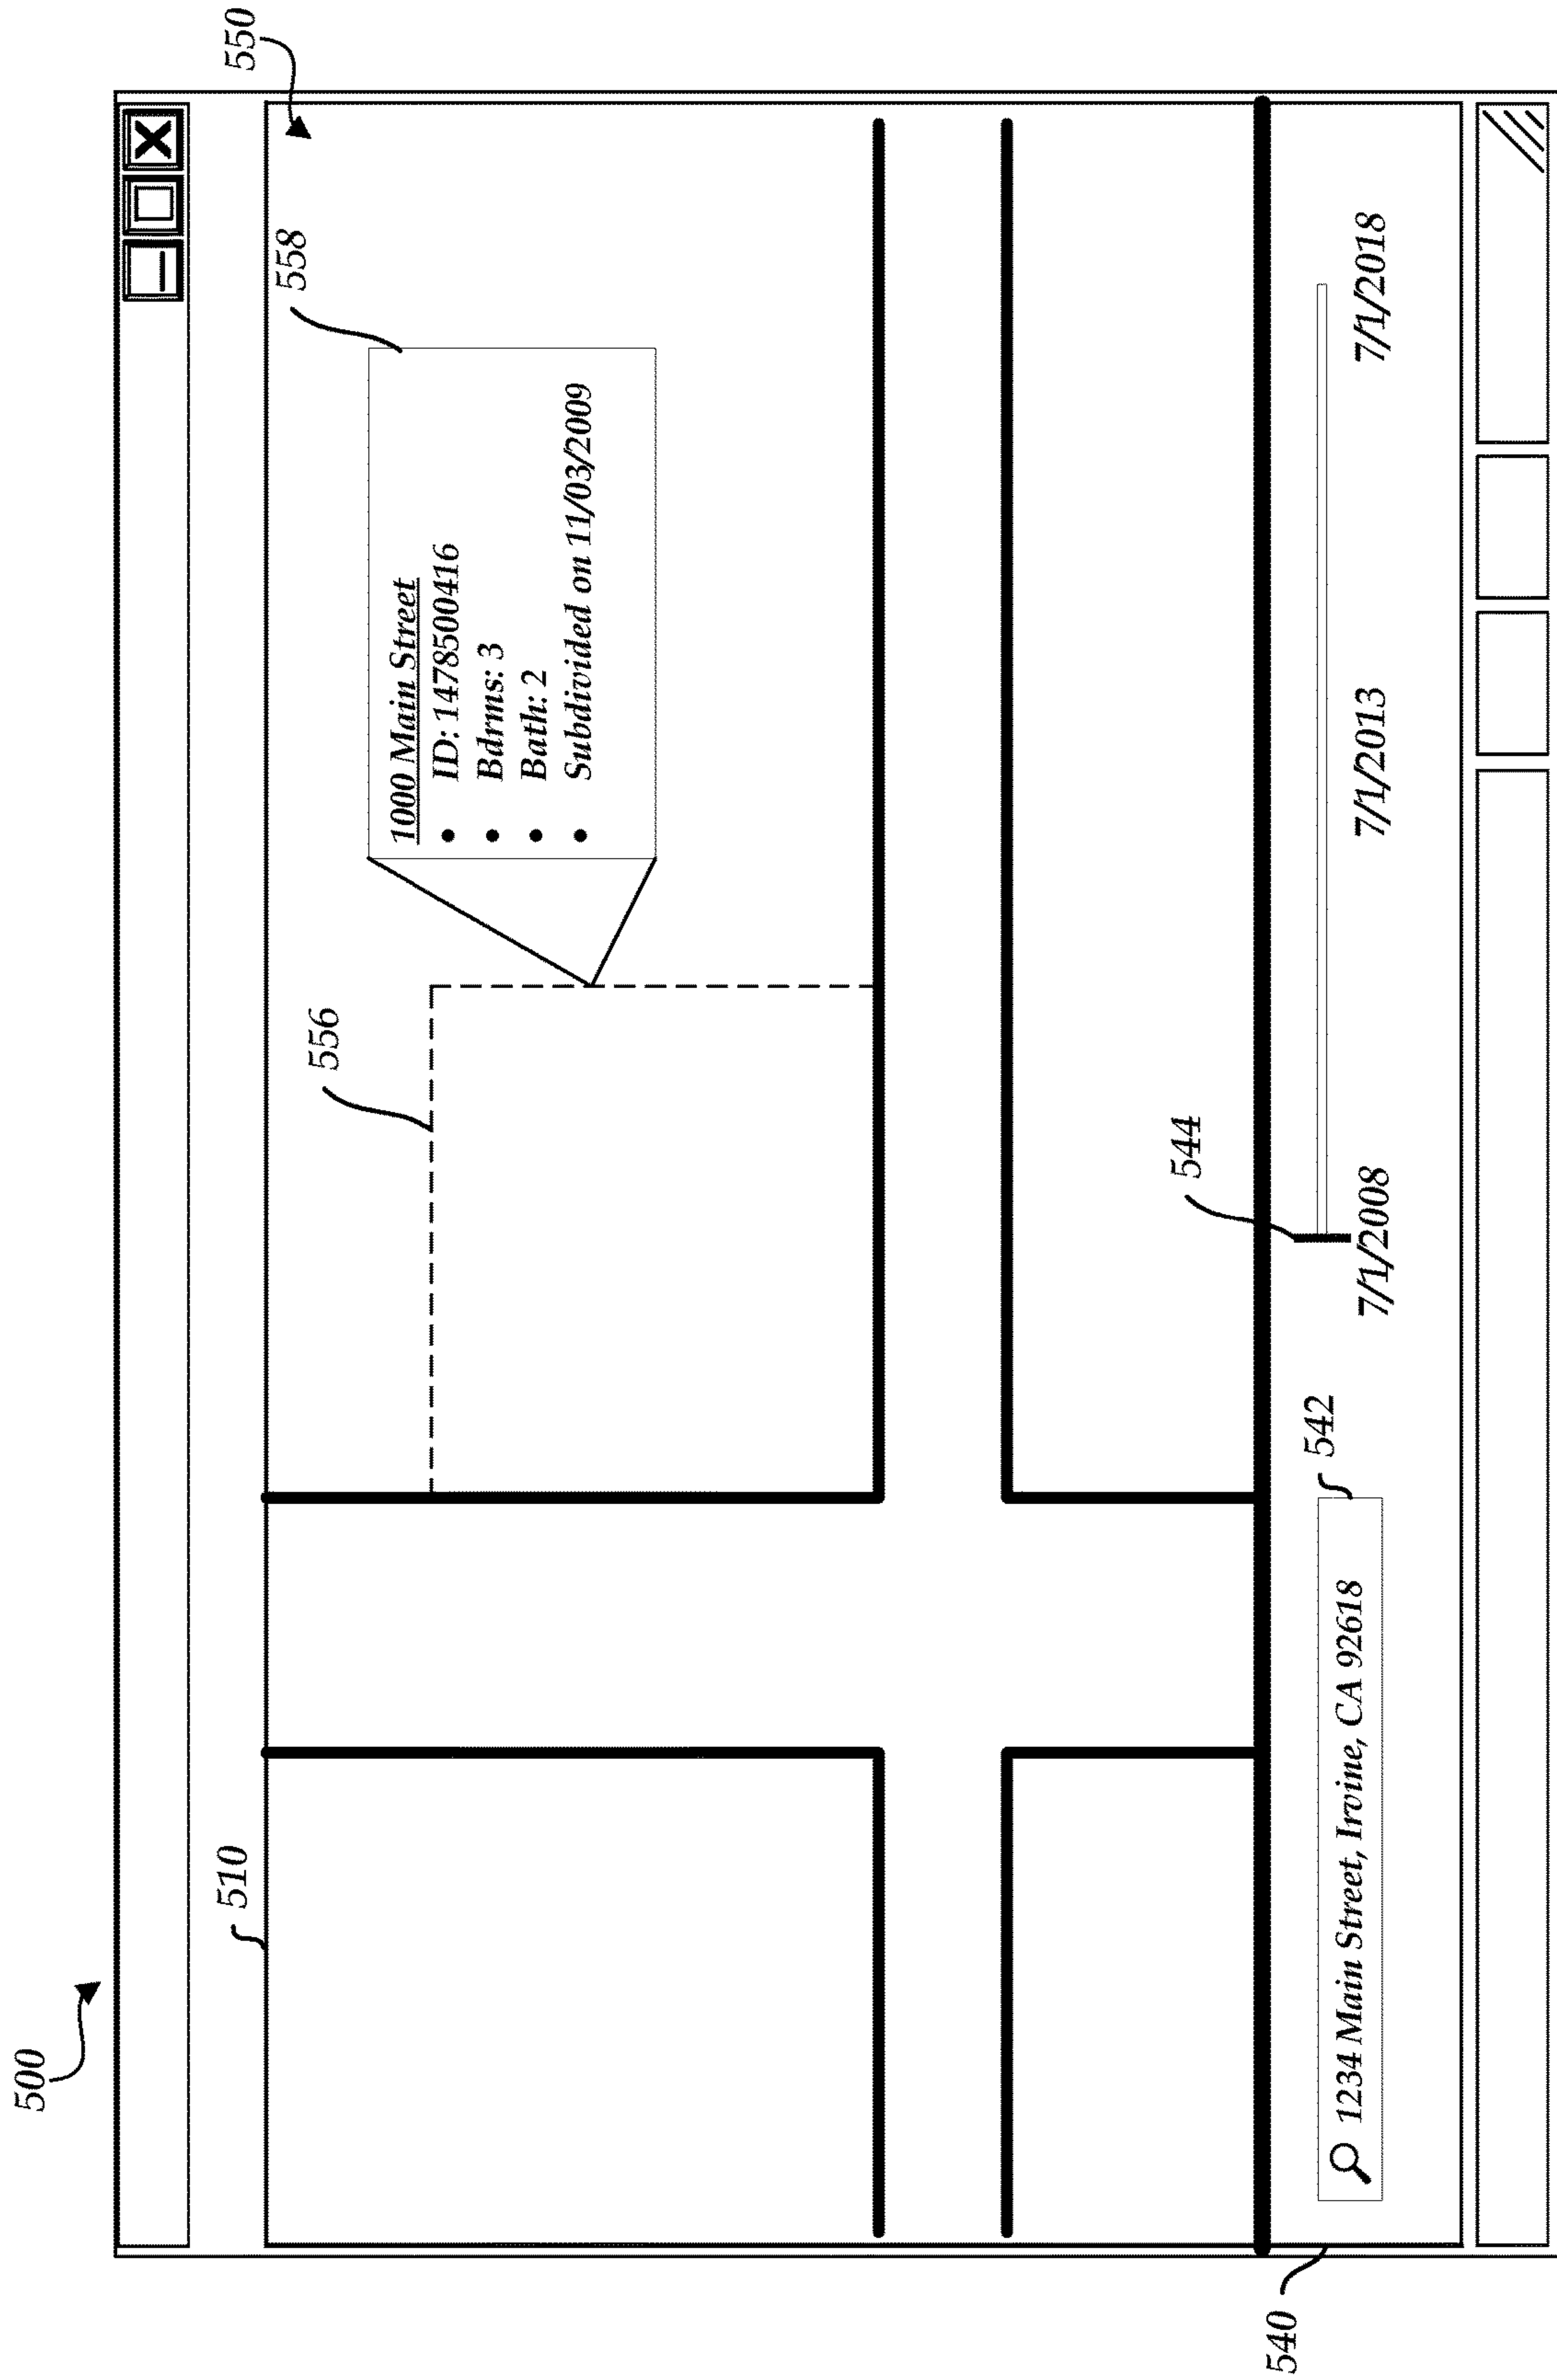 500
510
550
558
1000 Main Street
• ID: 1478500416
• Bdrms: 3
• Bath: 2
• Subdivided on 11/03/2009
556
544
542
1234 Main Street, Irvine, CA 92618
7/1/2008
7/1/2013
7/1/2018
540